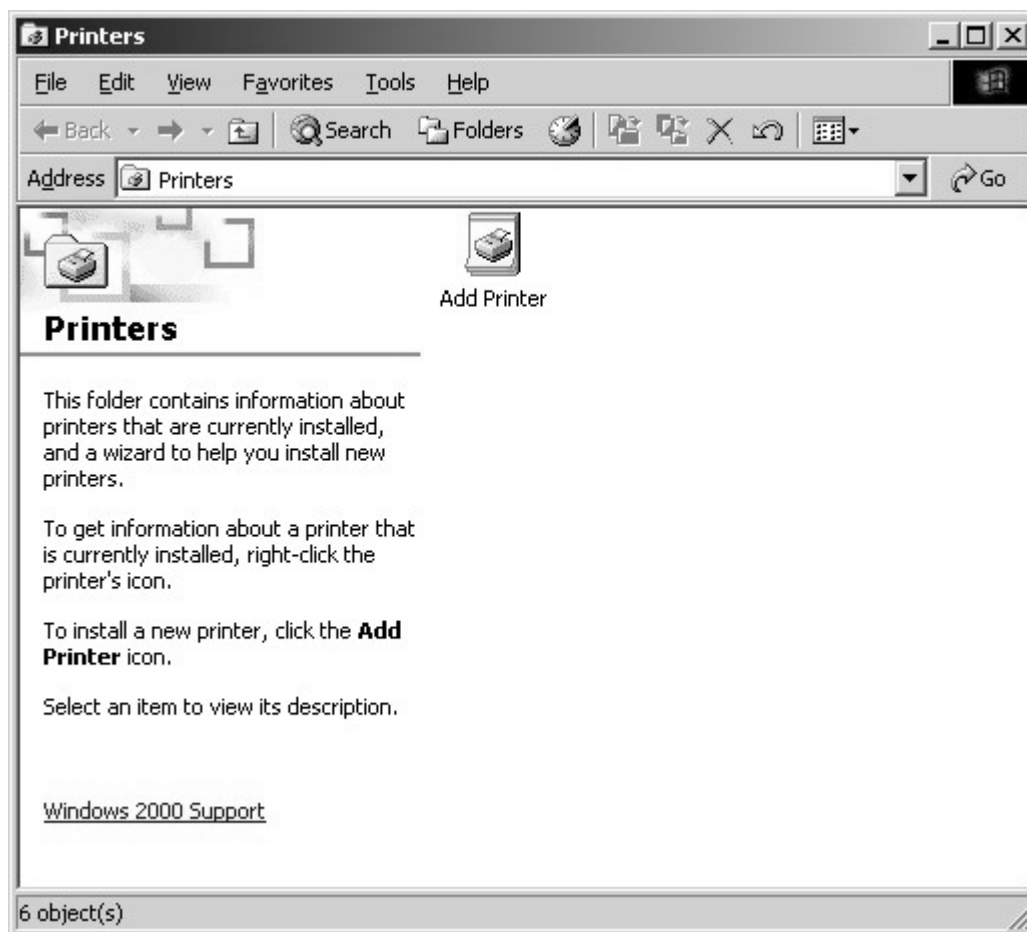 Printers
File Edit View Favorites Tools Help
Back Search Folders
Address Printers Go
Add Printer
Printers
This folder contains information about
printers that are currently installed,
and a wizard to help you install new
printers.
To get information about a printer that
is currently installed, right-click the
printer's icon.
To install a new printer, click the Add
Printer icon.
Select an item to view its description.
Windows 2000 Support
6 object(s)